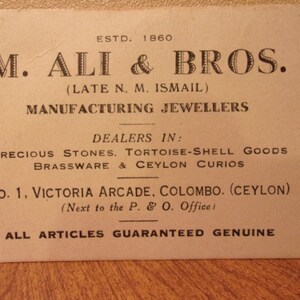 ESTD. 1860
M. ALI & BROS.
(LATE N. M. ISMAIL)
MANUFACTURING JEWELLERS
DEALERS IN:
RECIOUS STONES, TORTOISE-SHELL GOODS
BRASSWARE & CEYLON CURIOS
O. 1, VICTORIA ARCADE, COLOMBO. (CEYLON)
(Next to the P. & O. Office)
ALL ARTICLES GUARANTEED GENUINE